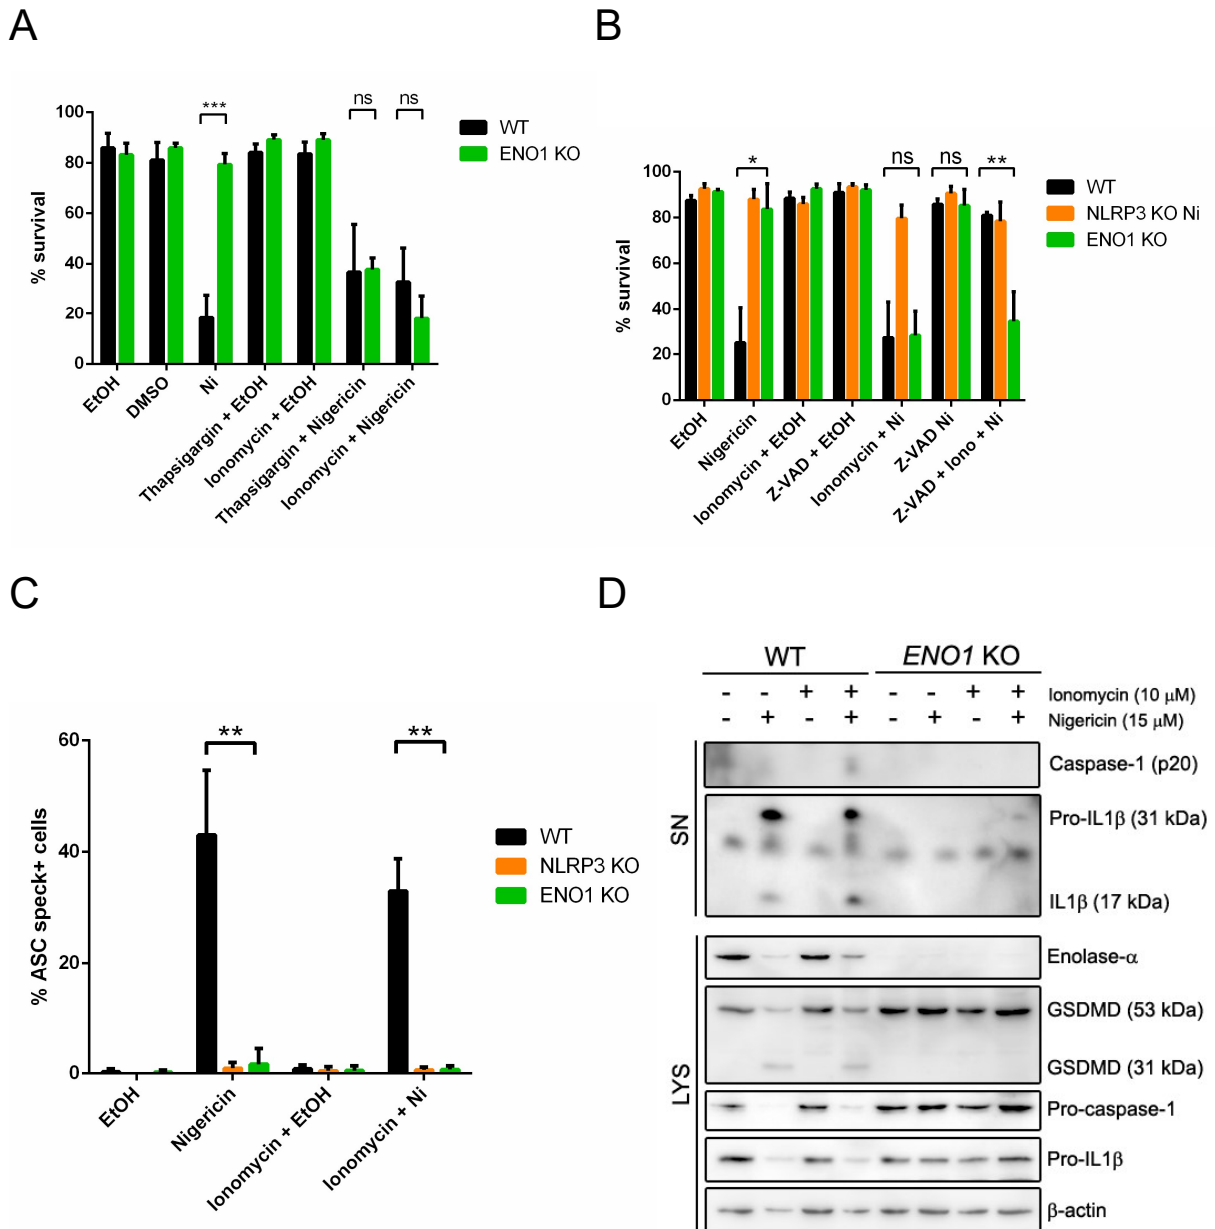 A
% survival
100
80
60
40
20
0
***
ns
ns
WT
ENO1 KO
EtOH
DMSO
Ni
Thapsigargin + EtOH
Ionomycin + EtOH
Thapsigargin + Nigericin
Ionomycin + Nigericin
B
% survival
100
80
60
40
20
0
*
ns
ns
**
WT
NLRP3 KO Ni
ENO1 KO
EtOH
Nigericin
Ionomycin + EtOH
Z-VAD + EtOH
Ionomycin + Ni
Z-VAD Ni
Z-VAD + Iono + Ni
C
% ASC speck+ cells
60
40
20
0
**
**
WT
NLRP3 KO
ENO1 KO
EtOH
Nigericin
Ionomycin + EtOH
Ionomycin + Ni
D
WT ENO1 KO
- - + + - - + + Ionomycin (10 µM)
- + - + - + - + Nigericin (15 µM)
SN
Caspase-1 (p20)
Pro-IL1β (31 kDa)
IL1β (17 kDa)
LYS
Enolase-α
GSDMD (53 kDa)
GSDMD (31 kDa)
Pro-caspase-1
Pro-IL1β
β-actin